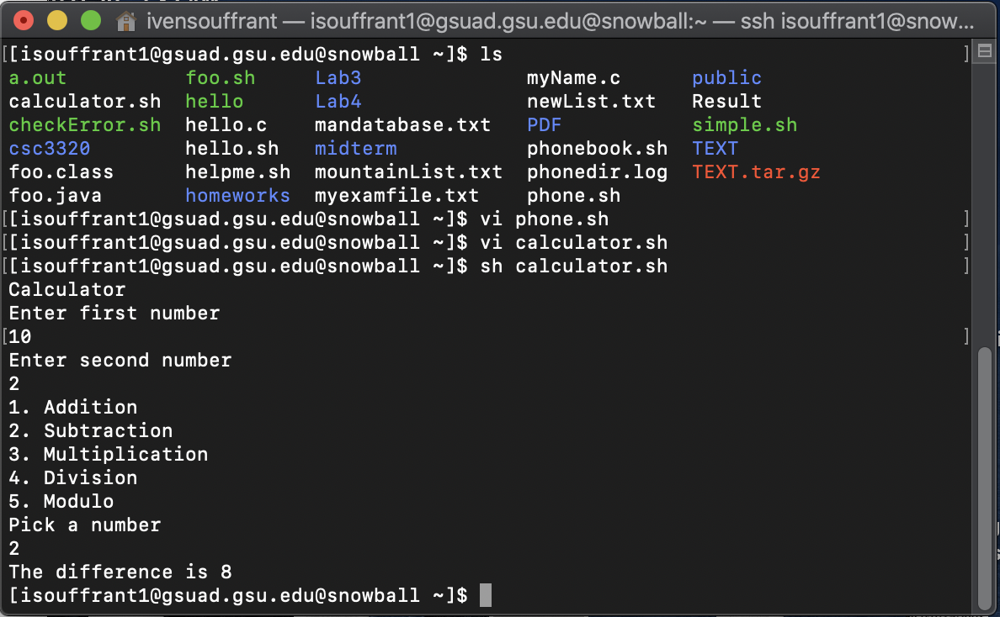 ivensouffrant — isouffrant1@gsuad.gsu.edu@snowball:~ — ssh isouffrant1@snow...
[[isouffrant1@gsuad.gsu.edu@snowball ~]$ ls ]
a.out foo.sh Lab3 myName.c public
calculator.sh hello Lab4 newList.txt Result
checkError.sh hello.c mandatabase.txt PDF simple.sh
csc3320 hello.sh midterm phonebook.sh TEXT
foo.class helpme.sh mountainList.txt phonedir.log TEXT.tar.gz
foo.java homeworks myexamfile.txt phone.sh
[[isouffrant1@gsuad.gsu.edu@snowball ~]$ vi phone.sh ]
[[isouffrant1@gsuad.gsu.edu@snowball ~]$ vi calculator.sh ]
[[isouffrant1@gsuad.gsu.edu@snowball ~]$ sh calculator.sh ]
Calculator
Enter first number
[10 ]
Enter second number
2
1. Addition
2. Subtraction
3. Multiplication
4. Division
5. Modulo
Pick a number
2
The difference is 8
[isouffrant1@gsuad.gsu.edu@snowball ~]$